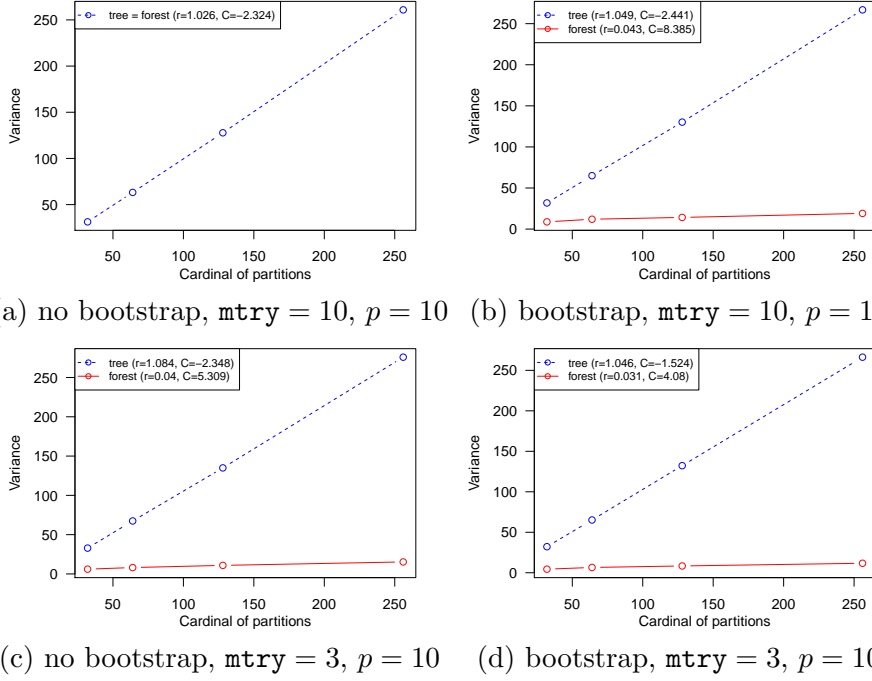 tree = forest (r=1.026, C=−2.324)
250
200
150
100
50
Variance
50 100 150 200 250
Cardinal of partitions
a) no bootstrap, mtry = 10, p = 10
tree (r=1.049, C=−2.441)
forest (r=0.043, C=8.385)
250
200
150
100
50
0
Variance
50 100 150 200 250
Cardinal of partitions
(b) bootstrap, mtry = 10, p = 1
tree (r=1.084, C=−2.348)
forest (r=0.04, C=5.309)
250
200
150
100
50
0
Variance
50 100 150 200 250
Cardinal of partitions
(c) no bootstrap, mtry = 3, p = 10
tree (r=1.046, C=−1.524)
forest (r=0.031, C=4.08)
250
200
150
100
50
0
Variance
50 100 150 200 250
Cardinal of partitions
(d) bootstrap, mtry = 3, p = 10